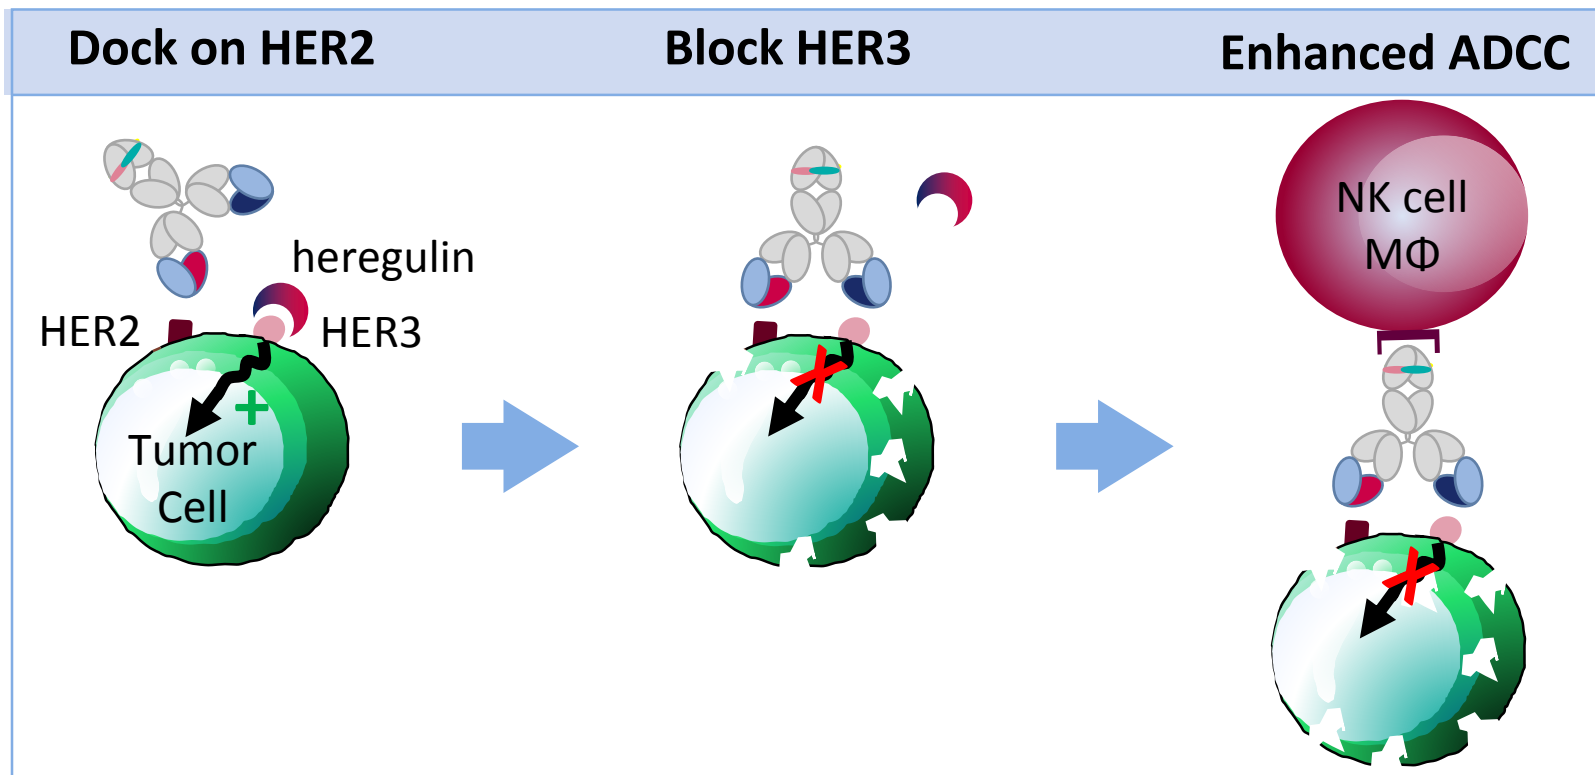 Dock on HER2
Block HER3
Enhanced ADCC
heregulin
HER2
HER3
+
Tumor
Cell
NK cell
MΦ